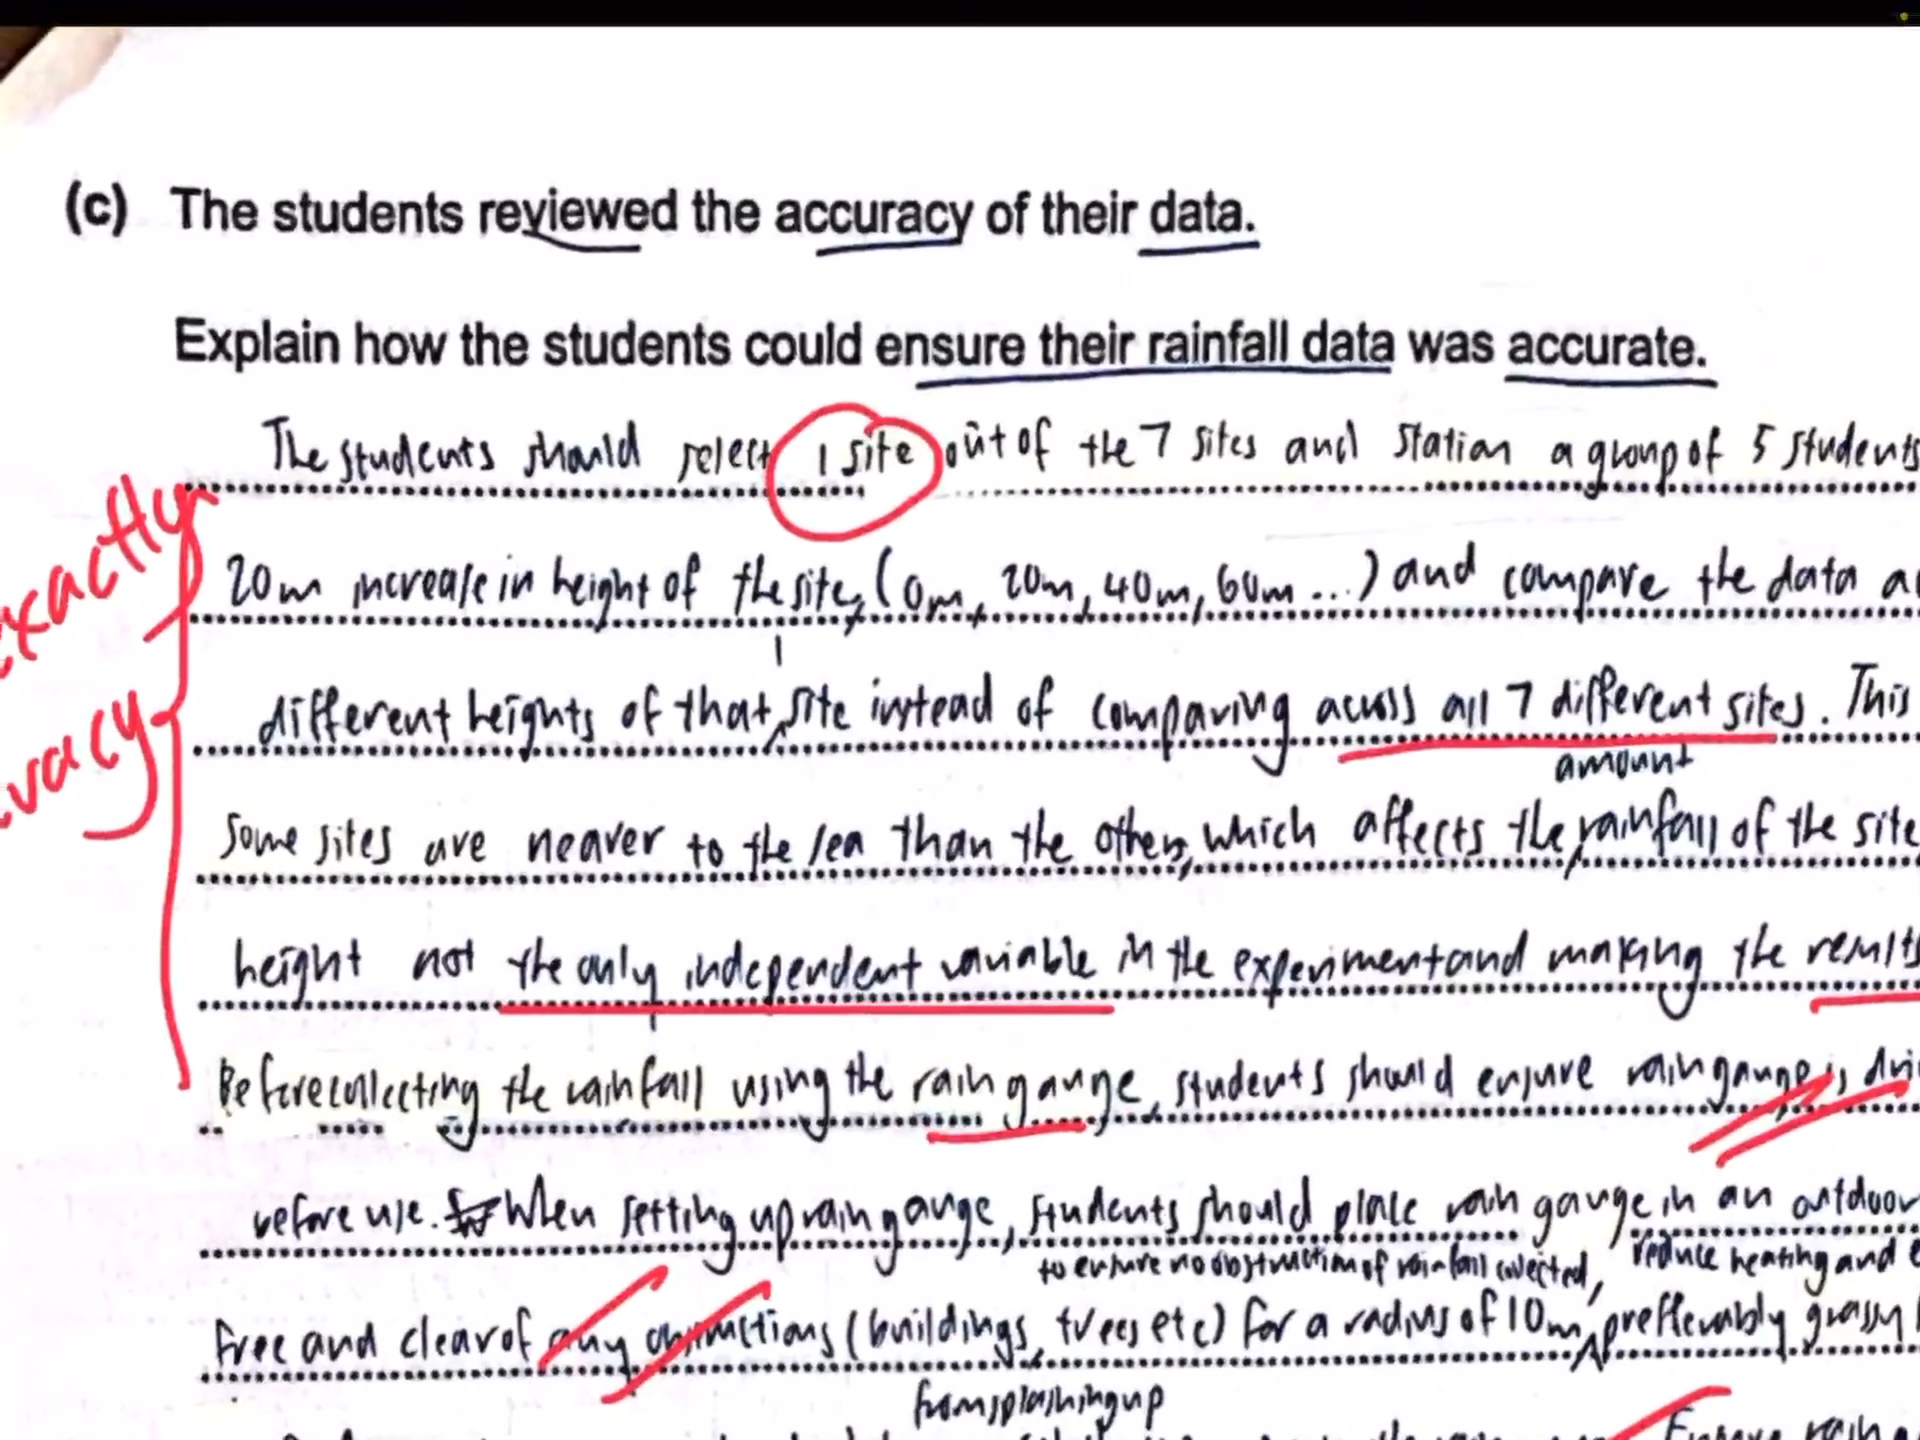 (c) The students reviewed the accuracy of their data.
Explain how the students could ensure their rainfall data was accurate.
The students should select 1 site out of the 7 sites and station a group of 5 students
exactly
20m increase in height of the site, (0m, 20m, 40m, 60m ...) and compare the data
different heights of that site instead of comparing across all 7 different sites. This
amount
Some sites are nearer to the sea than the others, which affects the rainfall of the site
height not the only independent variable in the experiment and making the results
Before collecting the rainfall using the rain gauge, students should ensure rain gauge is
before use. When setting up rain gauge, students should place rain gauge in an outdoor
to ensure no obstruction of rainfall collected, reduce heating and
free and clear of any obstructions (buildings, trees etc) for a radius of 10m, prefferably grassy
from splashing up
Ensure rain